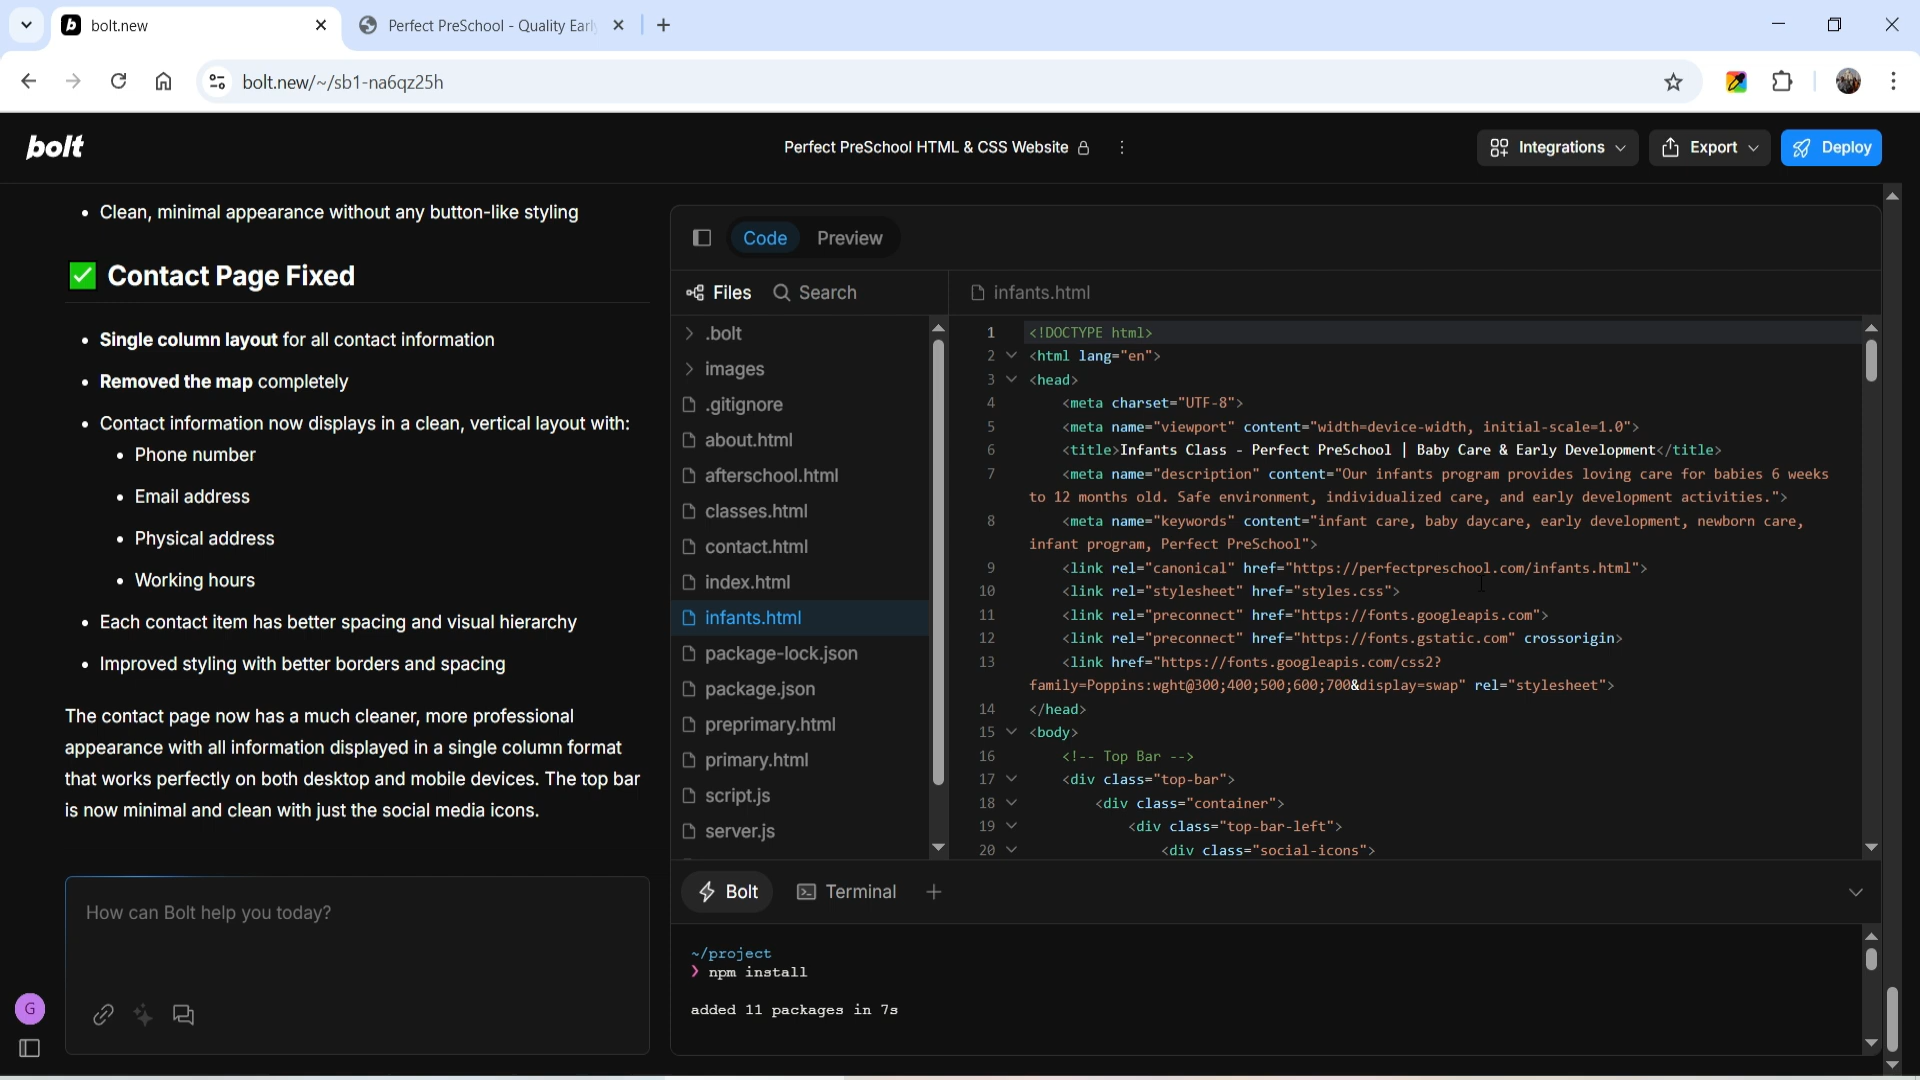 bolt.new
Perfect PreSchool - Quality Early
bolt.new/~/sb1-na6qz25h
bolt
Perfect PreSchool HTML & CSS Website
Integrations
Export
Deploy
• Clean, minimal appearance without any button-like styling
✅ Contact Page Fixed
• Single column layout for all contact information
• Removed the map completely
• Contact information now displays in a clean, vertical layout with:
• Phone number
• Email address
• Physical address
• Working hours
• Each contact item has better spacing and visual hierarchy
• Improved styling with better borders and spacing
The contact page now has a much cleaner, more professional
appearance with all information displayed in a single column format
that works perfectly on both desktop and mobile devices. The top bar
is now minimal and clean with just the social media icons.
How can Bolt help you today?
G
Code
Preview
Files
Search
.bolt
images
.gitignore
about.html
afterschool.html
classes.html
contact.html
index.html
infants.html
package-lock.json
package.json
preprimary.html
primary.html
script.js
server.js
infants.html
1 <!DOCTYPE html>
2 <html lang="en">
3 <head>
4 <meta charset="UTF-8">
5 <meta name="viewport" content="width=device-width, initial-scale=1.0">
6 <title>Infants Class - Perfect PreSchool | Baby Care & Early Development</title>
7 <meta name="description" content="Our infants program provides loving care for babies 6 weeks
to 12 months old. Safe environment, individualized care, and early development activities.">
8 <meta name="keywords" content="infant care, baby daycare, early development, newborn care,
infant program, Perfect PreSchool">
9 <link rel="canonical" href="https://perfectpreschool.com/infants.html">
10 <link rel="stylesheet" href="styles.css">
11 <link rel="preconnect" href="https://fonts.googleapis.com">
12 <link rel="preconnect" href="https://fonts.gstatic.com" crossorigin>
13 <link href="https://fonts.googleapis.com/css2?
family=Poppins:wght@300;400;500;600;700&display=swap" rel="stylesheet">
14 </head>
15 <body>
16 <!-- Top Bar -->
17 <div class="top-bar">
18 <div class="container">
19 <div class="top-bar-left">
20 <div class="social-icons">
Bolt
Terminal
~/project
❯ npm install
added 11 packages in 7s